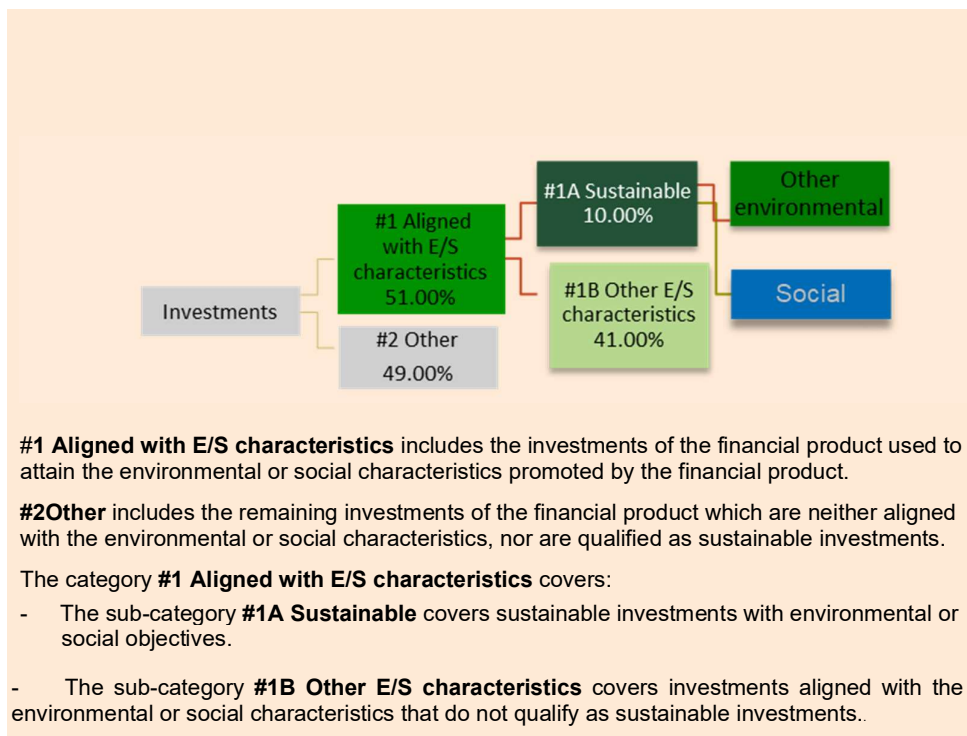 #1A Sustainable
10.00%
Other
environmental
#1 Aligned
with E/S
characteristics
51.00%
#1B Other E/S
characteristics
41.00%
Social
Investments
#2 Other
49.00%
#1 Aligned with E/S characteristics includes the investments of the financial product used to
attain the environmental or social characteristics promoted by the financial product.
#2Other includes the remaining investments of the financial product which are neither aligned
with the environmental or social characteristics, nor are qualified as sustainable investments.
The category #1 Aligned with E/S characteristics covers:
- The sub-category #1A Sustainable covers sustainable investments with environmental or
social objectives.
- The sub-category #1B Other E/S characteristics covers investments aligned with the
environmental or social characteristics that do not qualify as sustainable investments..